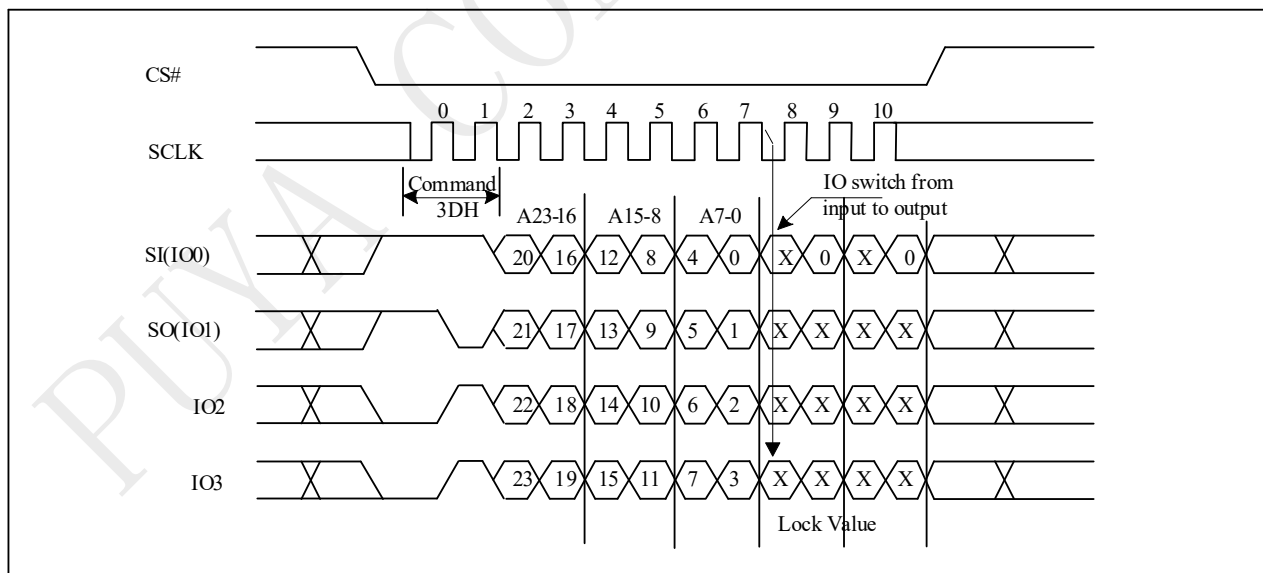 PUYA CON
CS#
0 1 2 3 4 5 6 7 8 9 10
SCLK
Command
3DH
IO switch from
input to output
A23-16 A15-8 A7-0
SI(IO0) 20 16 12 8 4 0 X 0 X 0
SO(IO1) 21 17 13 9 5 1 X X X X
IO2 22 18 14 10 6 2 X X X X
IO3 23 19 15 11 7 3 X X X X
Lock Value